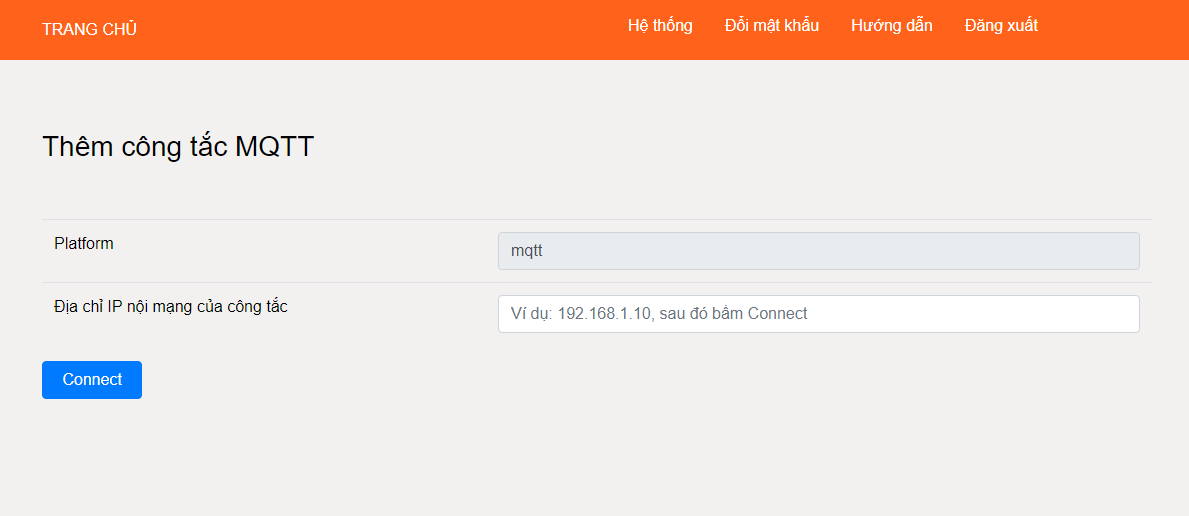 TRANG CHỦ
Hệ thống
Đổi mật khẩu
Hướng dẫn
Đăng xuất
Thêm công tắc MQTT
Platform
mqtt
Địa chỉ IP nội mạng của công tắc
Ví dụ: 192.168.1.10, sau đó bấm Connect
Connect